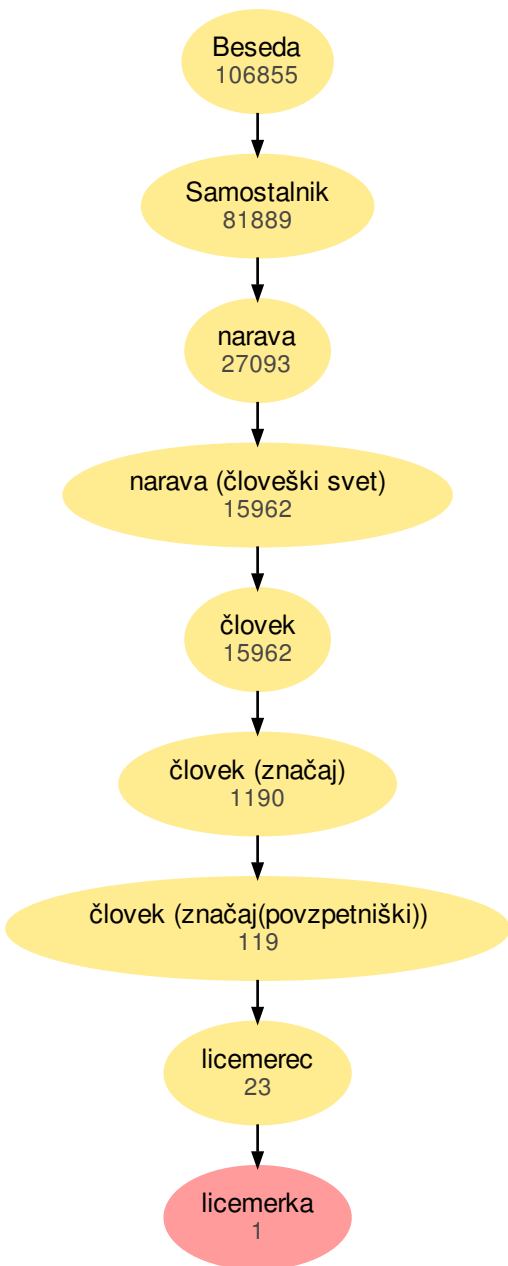 Beseda
106855
Samostalnik
81889
narava
27093
narava (človeški svet)
15962
človek
15962
človek (značaj)
1190
človek (značaj(povzpetniški))
119
licemerec
23
licemerka
1